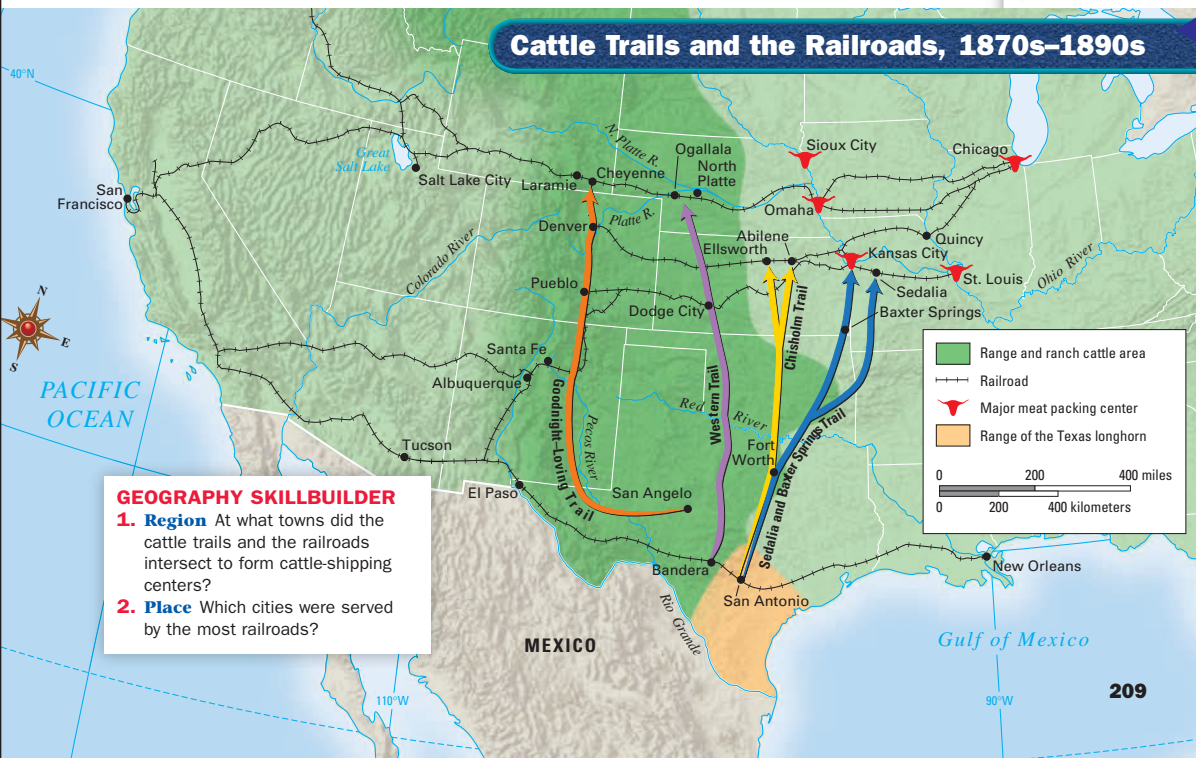 Cattle Trails and the Railroads, 1870s–1890s
40°N
N. Platte R.
Ogallala
North
Platte
Sioux City
Chicago
Great
Salt Lake
Salt Lake City
Laramie
Cheyenne
San
Francisco
Omaha
Platte R.
Denver
Abilene
Ellsworth
Quincy
Kansas City
Colorado River
Ohio River
St. Louis
Pueblo
Sedalia
Dodge City
Baxter Springs
Chisholm Trail
N
E
S
Santa Fe
Albuquerque
PACIFIC
OCEAN
Goodnight–Loving Trail
Pecos River
Red River
Western Trail
Sedalia and Baxter Springs Trail
Fort
Worth
Tucson
El Paso
San Angelo
Bandera
San Antonio
New Orleans
Rio Grande
MEXICO
Gulf of Mexico
110°W
90°W
Range and ranch cattle area
Railroad
Major meat packing center
Range of the Texas longhorn
0 200 400 miles
0 200 400 kilometers
GEOGRAPHY SKILLBUILDER
1. Region At what towns did the
cattle trails and the railroads
intersect to form cattle-shipping
centers?
2. Place Which cities were served
by the most railroads?
209